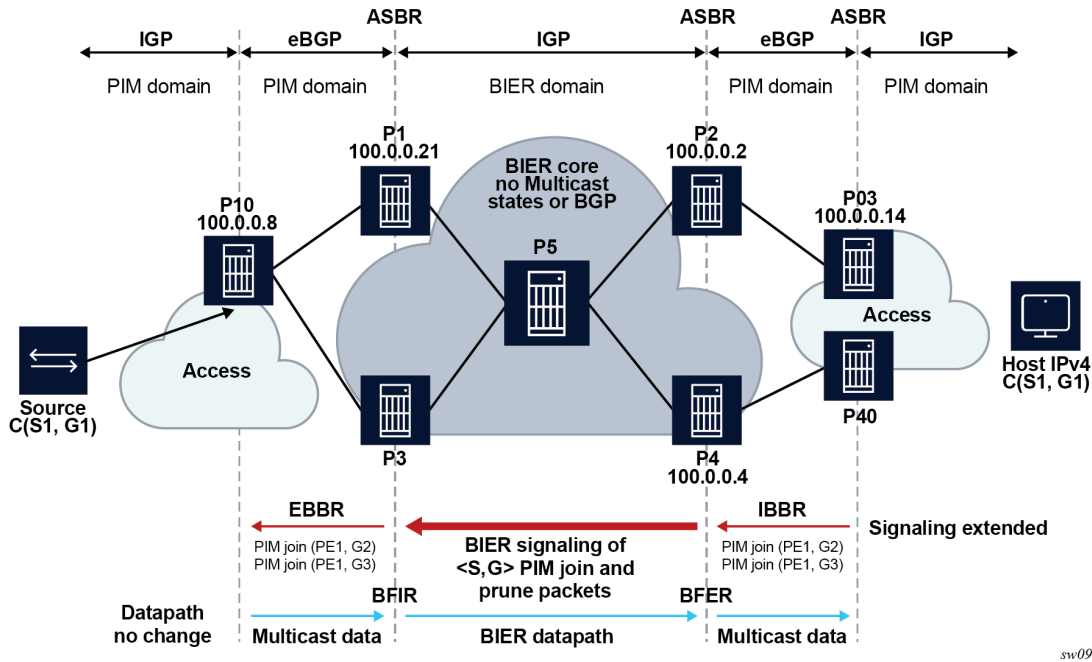 ASBR
ASBR
ASBR
IGP
eBGP
IGP
eBGP
IGP
PIM domain
PIM domain
BIER domain
PIM domain
PIM domain
P1
100.0.0.21
P2
100.0.0.2
BIER core
no Multicast
states or BGP
P10
100.0.0.8
P03
100.0.0.14
P5
Access
Access
Source
C(S1, G1)
Host IPv4
C(S1, G1)
P3
P4
100.0.0.4
P40
EBBR
IBBR
Signaling extended
PIM join (PE1, G2)
PIM join (PE1, G3)
BIER signaling of
<S,G> PIM join and
prune packets
PIM join (PE1, G2)
PIM join (PE1, G3)
BFIR
BFER
Datapath
no change
Multicast data
BIER datapath
Multicast data
sw09